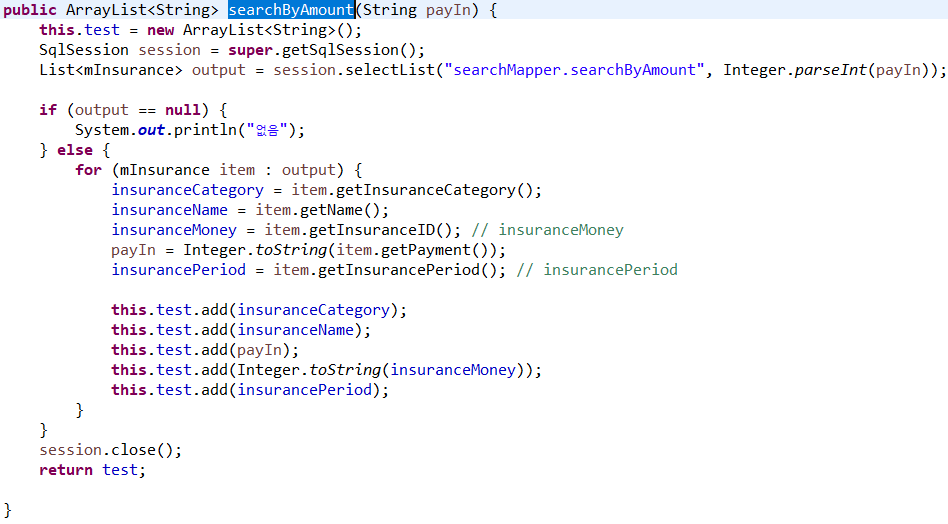 public ArrayList<String> searchByAmount(String payIn) {
this.test = new ArrayList<String>();
SqlSession session = super.getSqlSession();
List<mInsurance> output = session.selectList("searchMapper.searchByAmount", Integer.parseInt(payIn));
if (output == null) {
System.out.println("없음");
} else {
for (mInsurance item : output) {
insuranceCategory = item.getInsuranceCategory();
insuranceName = item.getName();
insuranceMoney = item.getInsuranceID(); // insuranceMoney
payIn = Integer.toString(item.getPayment());
insurancePeriod = item.getInsurancePeriod(); // insurancePeriod
this.test.add(insuranceCategory);
this.test.add(insuranceName);
this.test.add(payIn);
this.test.add(Integer.toString(insuranceMoney));
this.test.add(insurancePeriod);
}
}
session.close();
return test;
}